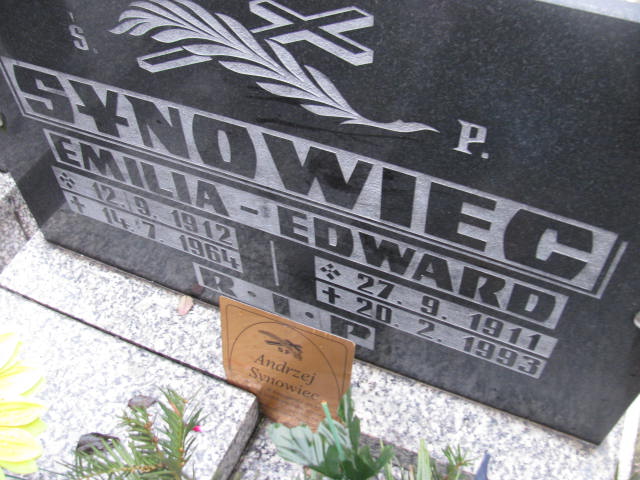 Ś. P.
SYNOWIEC
EMILIA - EDWARD
12.9.1912
14.7.1964
27.9.1911
20.2.1993
R.I.P
Andrzej
Synowiec